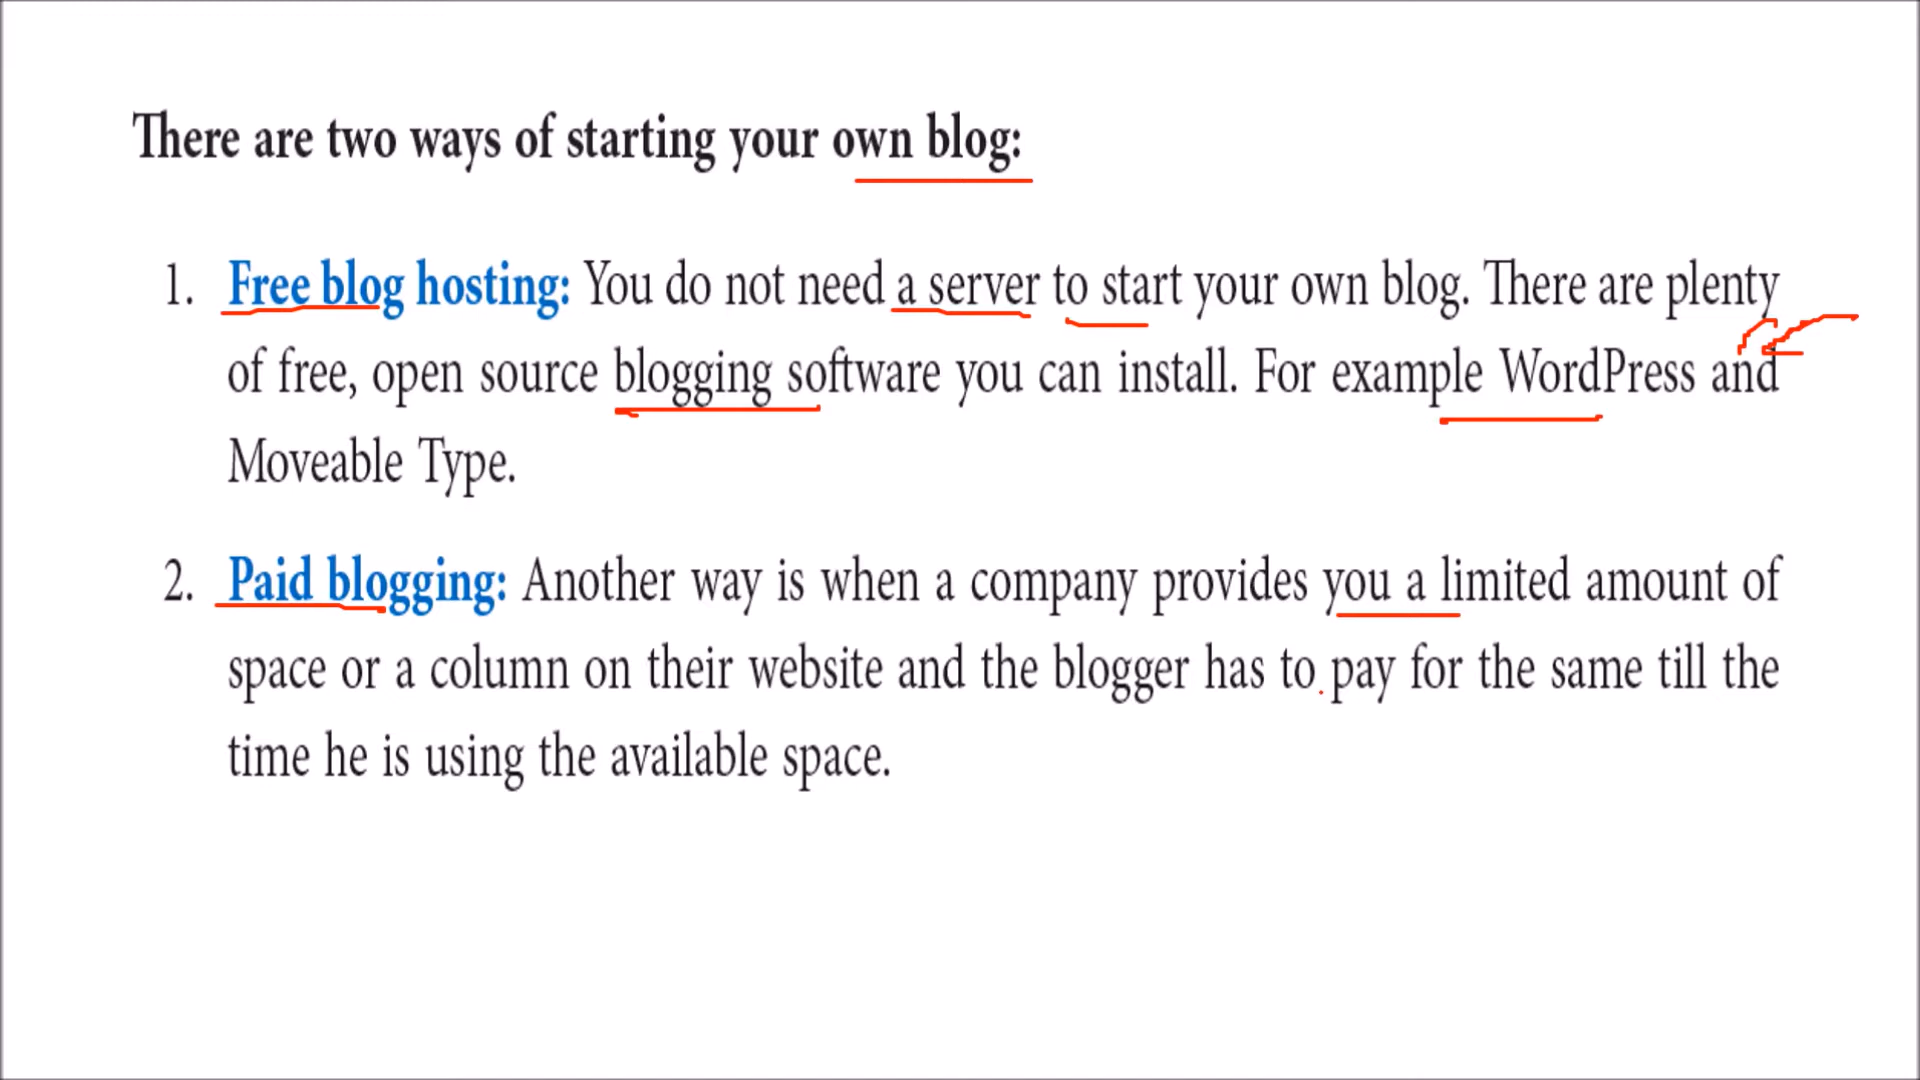 There are two ways of starting your own blog:
1. Free blog hosting: You do not need a server to start your own blog. There are plenty
of free, open source blogging software you can install. For example WordPress and
Moveable Type.
2. Paid blogging: Another way is when a company provides you a limited amount of
space or a column on their website and the blogger has to pay for the same till the
time he is using the available space.